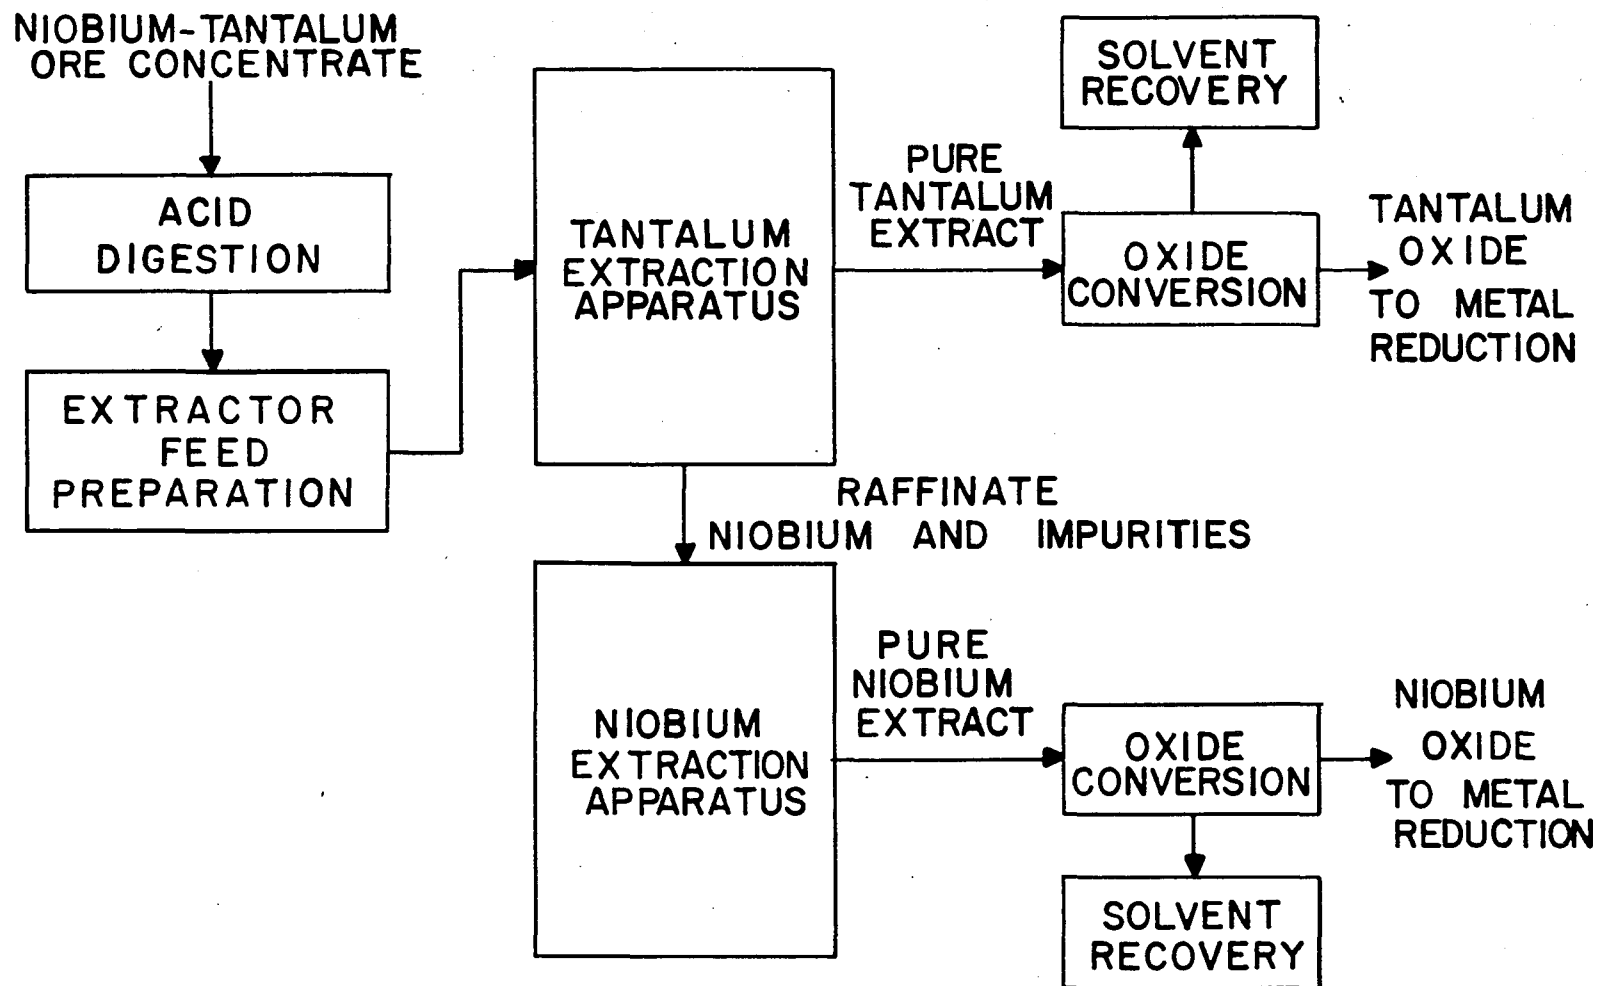 NIOBIUM-TANTALUM
ORE CONCENTRATE
ACID
DIGESTION
EXTRACTOR
FEED
PREPARATION
TANTALUM
EXTRACTION
APPARATUS
PURE
TANTALUM
EXTRACT
SOLVENT
RECOVERY
OXIDE
CONVERSION
TANTALUM
OXIDE
TO METAL
REDUCTION
RAFFINATE
NIOBIUM AND IMPURITIES
NIOBIUM
EXTRACTION
APPARATUS
PURE
NIOBIUM
EXTRACT
OXIDE
CONVERSION
NIOBIUM
OXIDE
TO METAL
REDUCTION
SOLVENT
RECOVERY